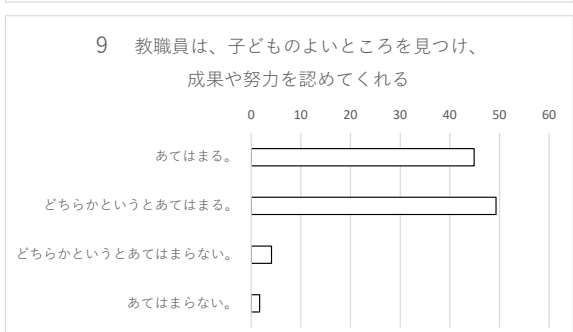 9　教職員は、子どものよいところを見つけ、
成果や努力を認めてくれる
0 10 20 30 40 50 60
あてはまる。
どちらかというとあてはまる。
どちらかというとあてはまらない。
あてはまらない。